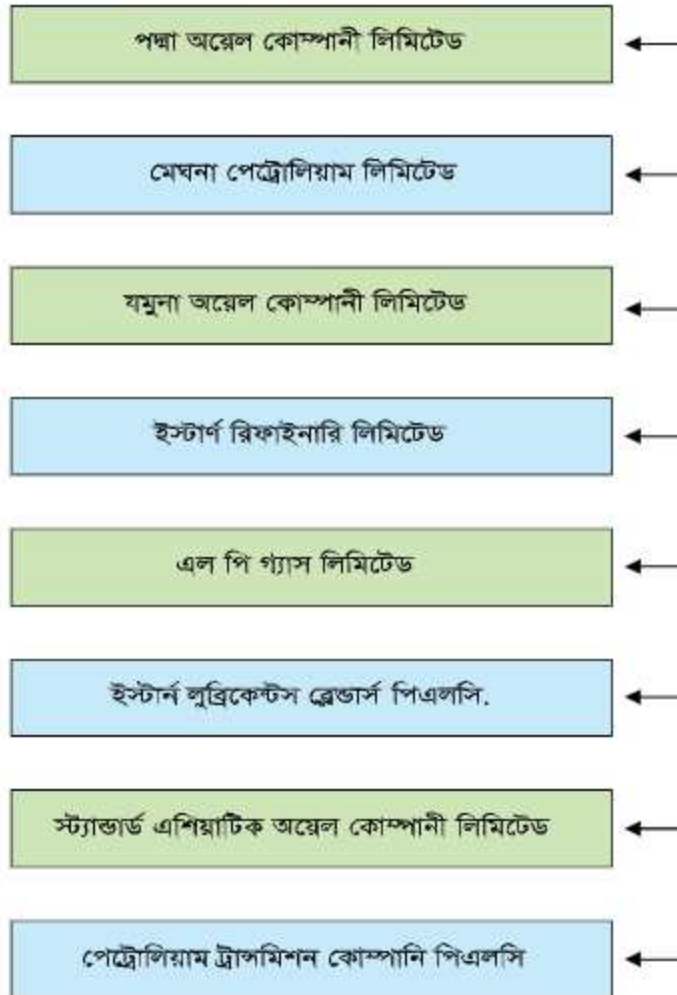 পদ্মা অয়েল কোম্পানী লিমিটেড
মেঘনা পেট্রোলিয়াম লিমিটেড
যমুনা অয়েল কোম্পানী লিমিটেড
ইস্টার্ণ রিফাইনারি লিমিটেড
এল পি গ্যাস লিমিটেড
ইস্টার্ন লুব্রিকেন্টস ব্লেন্ডার্স পিএলসি.
স্ট্যান্ডার্ড এশিয়াটিক অয়েল কোম্পানী লিমিটেড
পেট্রোলিয়াম ট্রান্সমিশন কোম্পানি পিএলসি